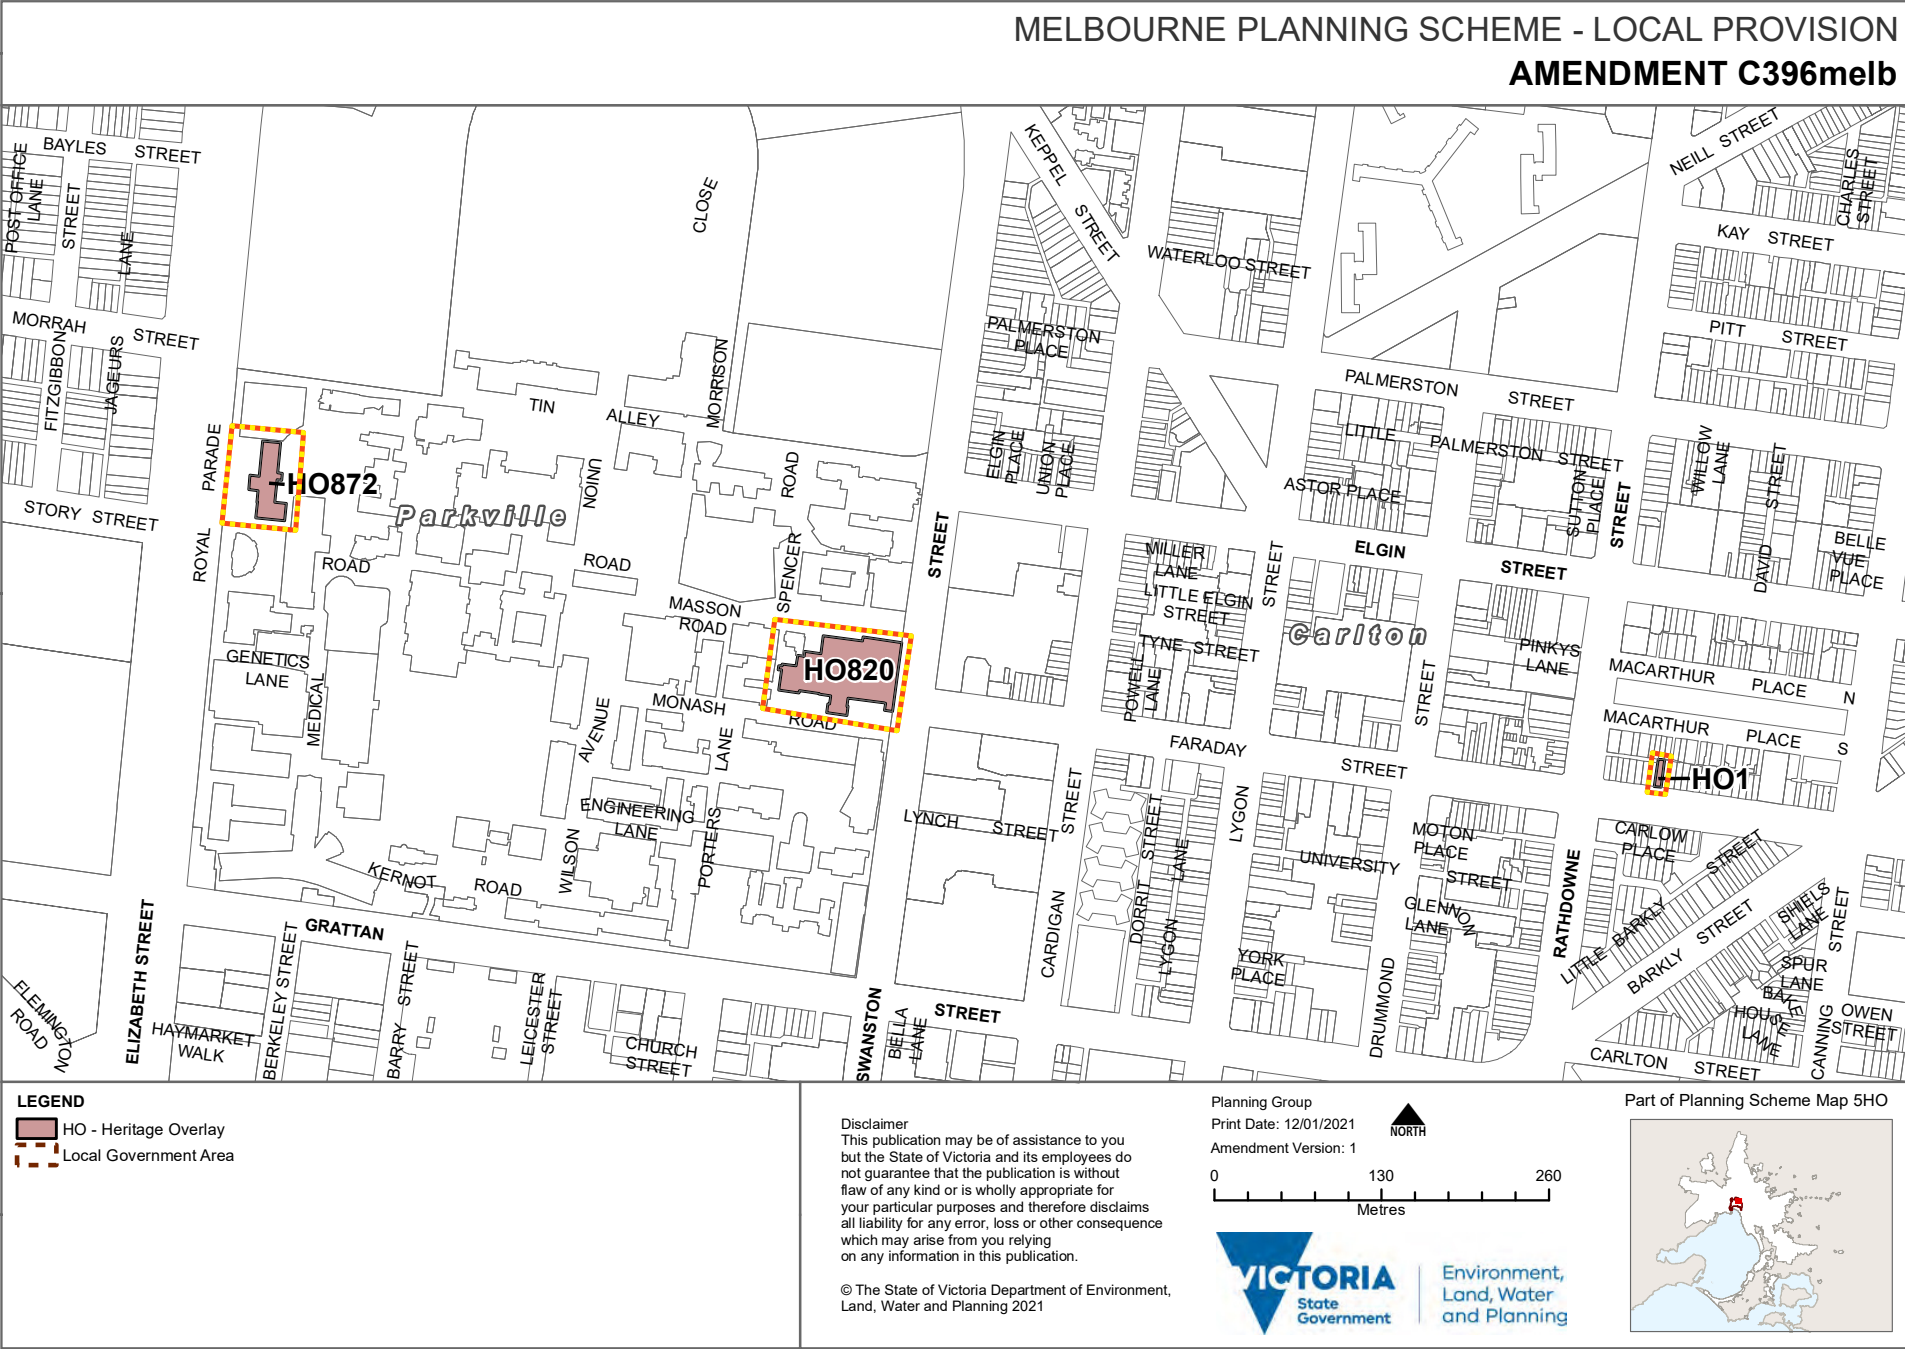 MELBOURNE PLANNING SCHEME - LOCAL PROVISION
AMENDMENT C396melb
BAYLES STREET
POST OFFICE
LANE
STREET
LANE
MORRAH STREET
FITZGIBBON
JAGEURS
STORY STREET
PARADE
ROYAL
HO872
Parkville
CLOSE
MORRISON
TIN ALLEY
UNION
ROAD
SPENCER
ROAD
ROAD
MASSON
ROAD
HO820
ROAD
MONASH
GENETICS
LANE
MEDICAL
AVENUE
LANE
ENGINEERING
LANE
WILSON
PORTERS
KERNOT ROAD
GRATTAN
STREET
ELIZABETH STREET
FLEMINGTON
ROAD
HAYMARKET
WALK
BERKELEY STREET
BARRY STREET
LEICESTER
STREET
CHURCH
STREET
SWANSTON
STREET
BELLA
LANE
KEPPEL STREET
WATERLOO STREET
PALMERSTON
PLACE
ELGIN
PLACE
UNION
PLACE
NEILL STREET
CHARLES
STREET
KAY STREET
PITT STREET
PALMERSTON STREET
LITTLE PALMERSTON STREET
ASTOR PLACE
SUTTON
PLACE
STREET
WILLOW
LANE
STREET
DAVID
BELLE
VUE
PLACE
ELGIN
STREET
MILLER
LANE
LITTLE ELGIN
STREET
TYNE STREET
POWELL
LANE
STREET
Carlton
STREET
PINKYS
LANE
MACARTHUR PLACE N
MACARTHUR PLACE S
HO1
FARADAY STREET
LYNCH STREET
STREET
CARDIGAN
DORRIT STREET
LYGON LANE
LYGON
UNIVERSITY STREET
MOTON
PLACE
GLENNON
LANE
YORK
PLACE
DRUMMOND
RATHDOWNE
CARLOW
PLACE
LITTLE BARKLY STREET
BARKLY STREET
SHIELS
LANE
SPUR
LANE
BAKE
HOUSE
LANE
STREET
CANNING
OWEN
STREET
CARLTON STREET
LEGEND
HO - Heritage Overlay
Local Government Area
Disclaimer
This publication may be of assistance to you
but the State of Victoria and its employees do
not guarantee that the publication is without
flaw of any kind or is wholly appropriate for
your particular purposes and therefore disclaims
all liability for any error, loss or other consequence
which may arise from you relying
on any information in this publication.
© The State of Victoria Department of Environment,
Land, Water and Planning 2021
Planning Group
Print Date: 12/01/2021
Amendment Version: 1
NORTH
0 130 260
Metres
VICTORIA
State
Government
Environment,
Land, Water
and Planning
Part of Planning Scheme Map 5HO